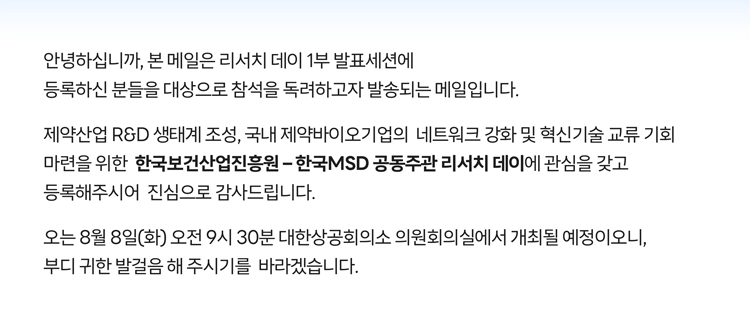 안녕하십니까, 본 메일은 리서치 데이 1부 발표세션에
등록하신 분들을 대상으로 참석을 독려하고자 발송되는 메일입니다.
제약산업 R&D 생태계 조성, 국내 제약바이오기업의 네트워크 강화 및 혁신기술 교류 기회
마련을 위한 한국보건산업진흥원 – 한국MSD 공동주관 리서치 데이에 관심을 갖고
등록해주시어 진심으로 감사드립니다.
오는 8월 8일(화) 오전 9시 30분 대한상공회의소 의원회의실에서 개최될 예정이오니,
부디 귀한 발걸음 해 주시기를 바라겠습니다.